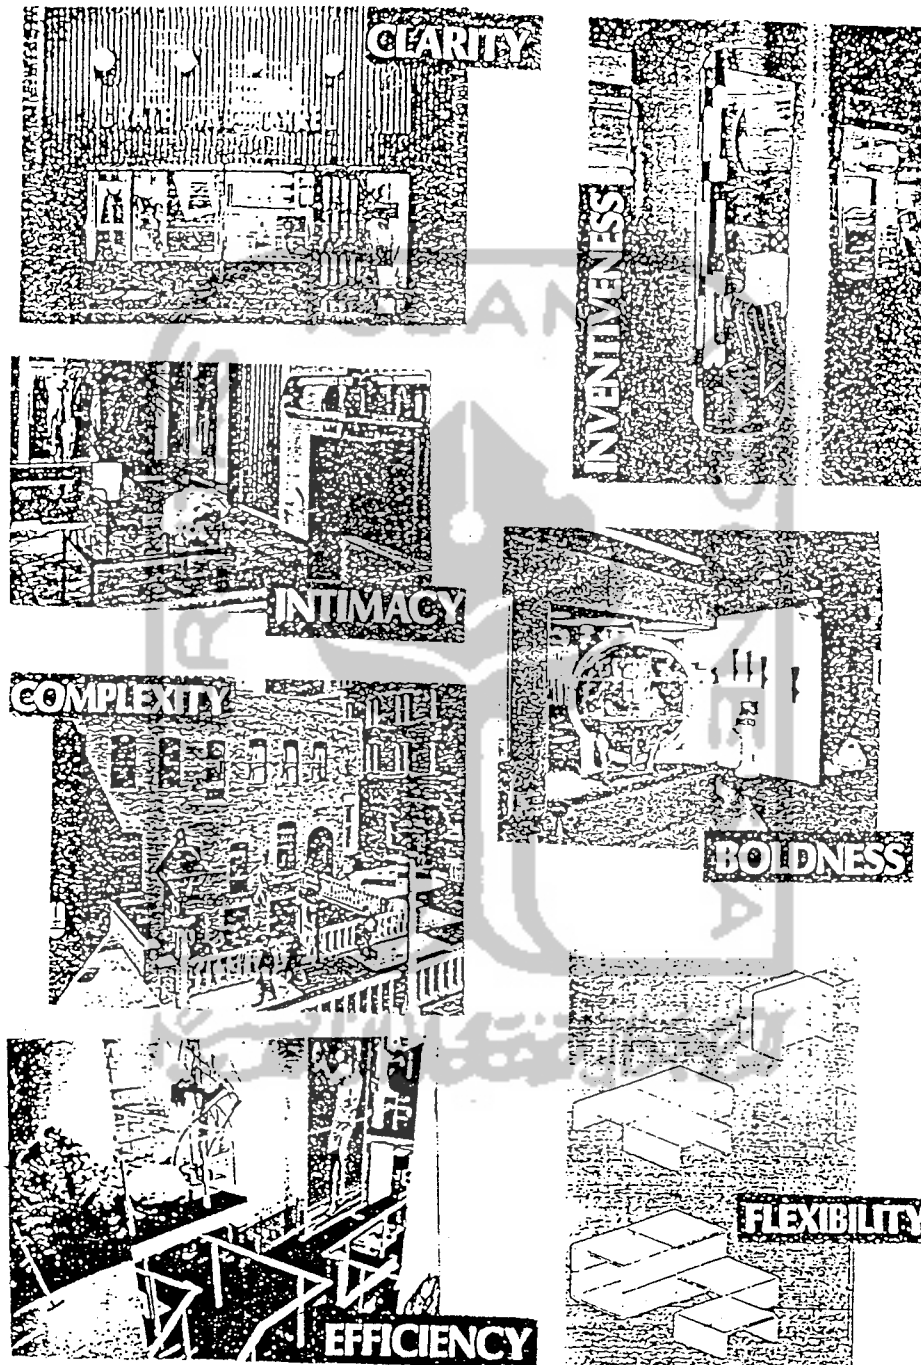 CLARITY
INVENTIVENESS
INTIMACY
COMPLEXITY
BOLDNESS
FLEXIBILITY
EFFICIENCY